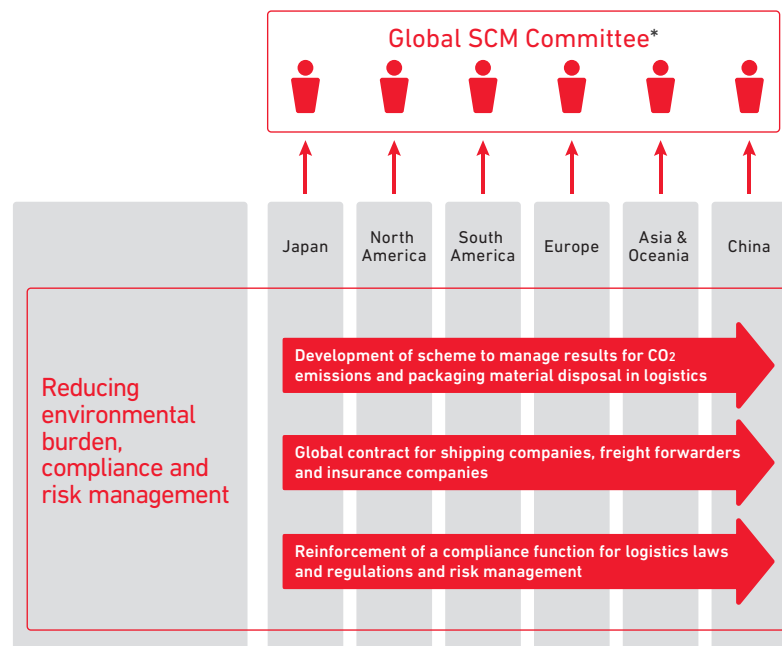 Global SCM Committee*
Japan
North
America
South
America
Europe
Asia &
Oceania
China
Reducing
environmental
burden,
compliance and
risk management
Development of scheme to manage results for CO₂
emissions and packaging material disposal in logistics
Global contract for shipping companies, freight forwarders
and insurance companies
Reinforcement of a compliance function for logistics laws
and regulations and risk management